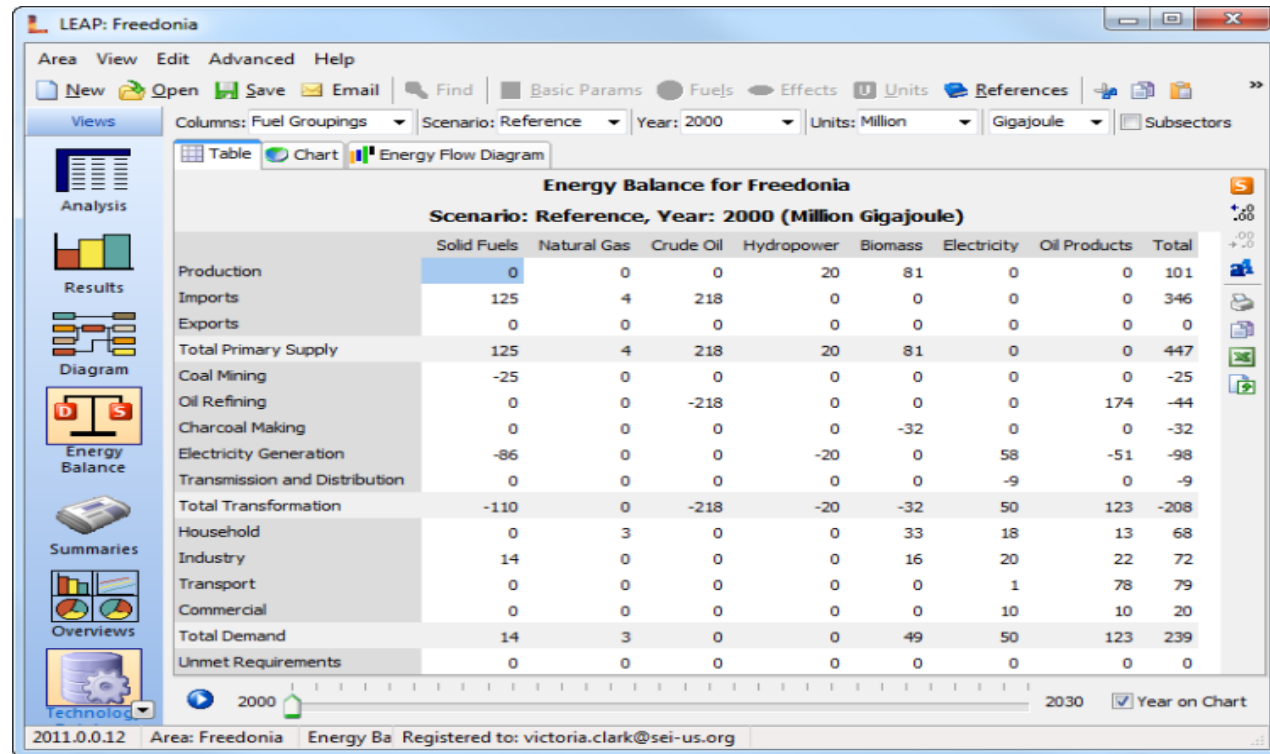 LEAP: Freedonia
Area View Edit Advanced Help
New Open Save Email Find Basic Params Fuels Effects Units References »
Views Columns: Fuel Groupings Scenario: Reference Year: 2000 Units: Million Gigajoule Subsectors
Table Chart Energy Flow Diagram
Energy Balance for Freedonia
Scenario: Reference, Year: 2000 (Million Gigajoule)
Solid Fuels Natural Gas Crude Oil Hydropower Biomass Electricity Oil Products Total
Production 0 0 0 20 81 0 0 101
Imports 125 4 218 0 0 0 0 346
Exports 0 0 0 0 0 0 0 0
Total Primary Supply 125 4 218 20 81 0 0 447
Coal Mining -25 0 0 0 0 0 0 -25
Oil Refining 0 0 -218 0 0 0 174 -44
Charcoal Making 0 0 0 0 -32 0 0 -32
Electricity Generation -86 0 0 -20 0 58 -51 -98
Transmission and Distribution 0 0 0 0 0 -9 0 -9
Total Transformation -110 0 -218 -20 -32 50 123 -208
Household 0 3 0 0 33 18 13 68
Industry 14 0 0 0 16 20 22 72
Transport 0 0 0 0 0 1 78 79
Commercial 0 0 0 0 0 10 10 20
Total Demand 14 3 0 0 49 50 123 239
Unmet Requirements 0 0 0 0 0 0 0 0
Analysis
Results
Diagram
D S
Energy
Balance
Summaries
Overviews
Technology
2000 2030 Year on Chart
2011.0.0.12 Area: Freedonia Energy Ba Registered to: victoria.clark@sei-us.org